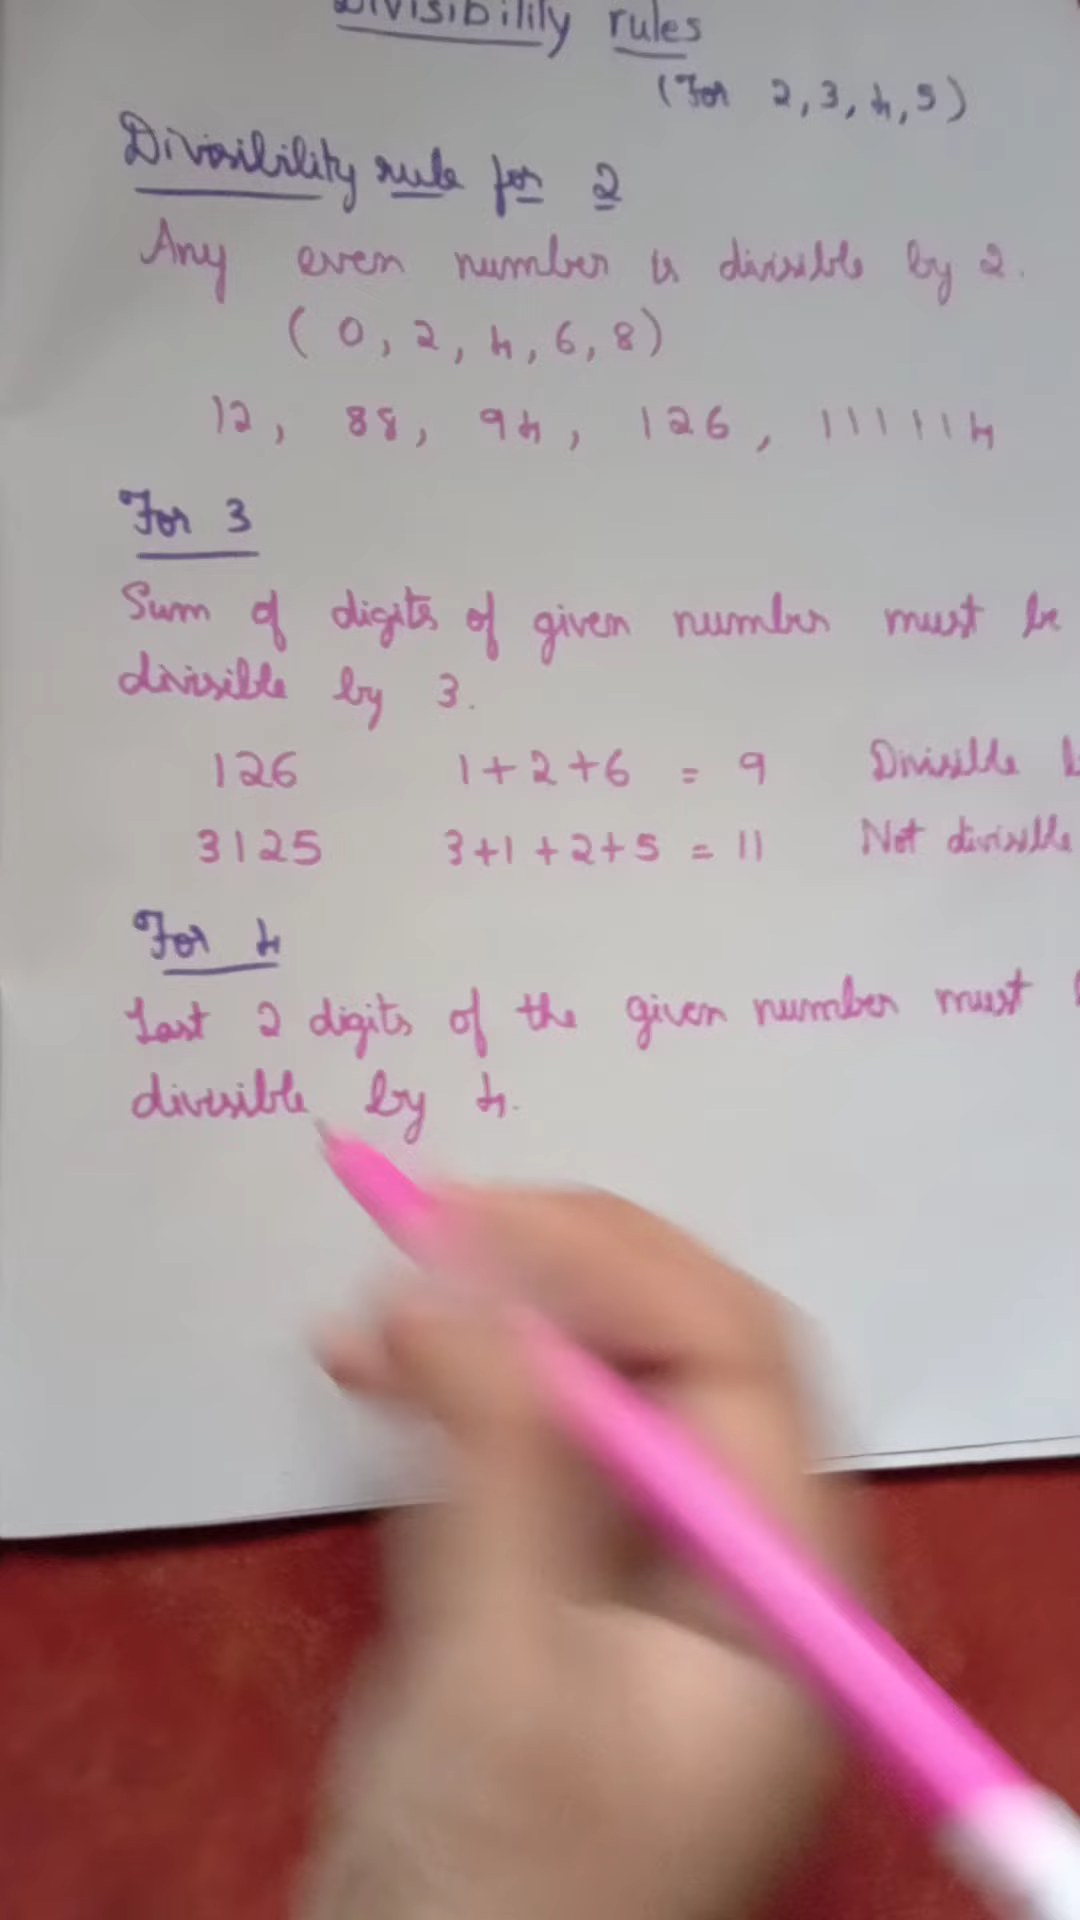 Divisibility rules
(For 2, 3, 4, 5)
Divisibility rule for 2
Any even number is divisible by 2.
( 0, 2, 4, 6, 8)
12, 88, 94, 126, 1111114
For 3
Sum of digits of given number must be
divisible by 3.
126 1+2+6 = 9 Divisible
3125 3+1+2+5 = 11 Not divisible
For 4
Last 2 digits of the given number must
divisible by 4.